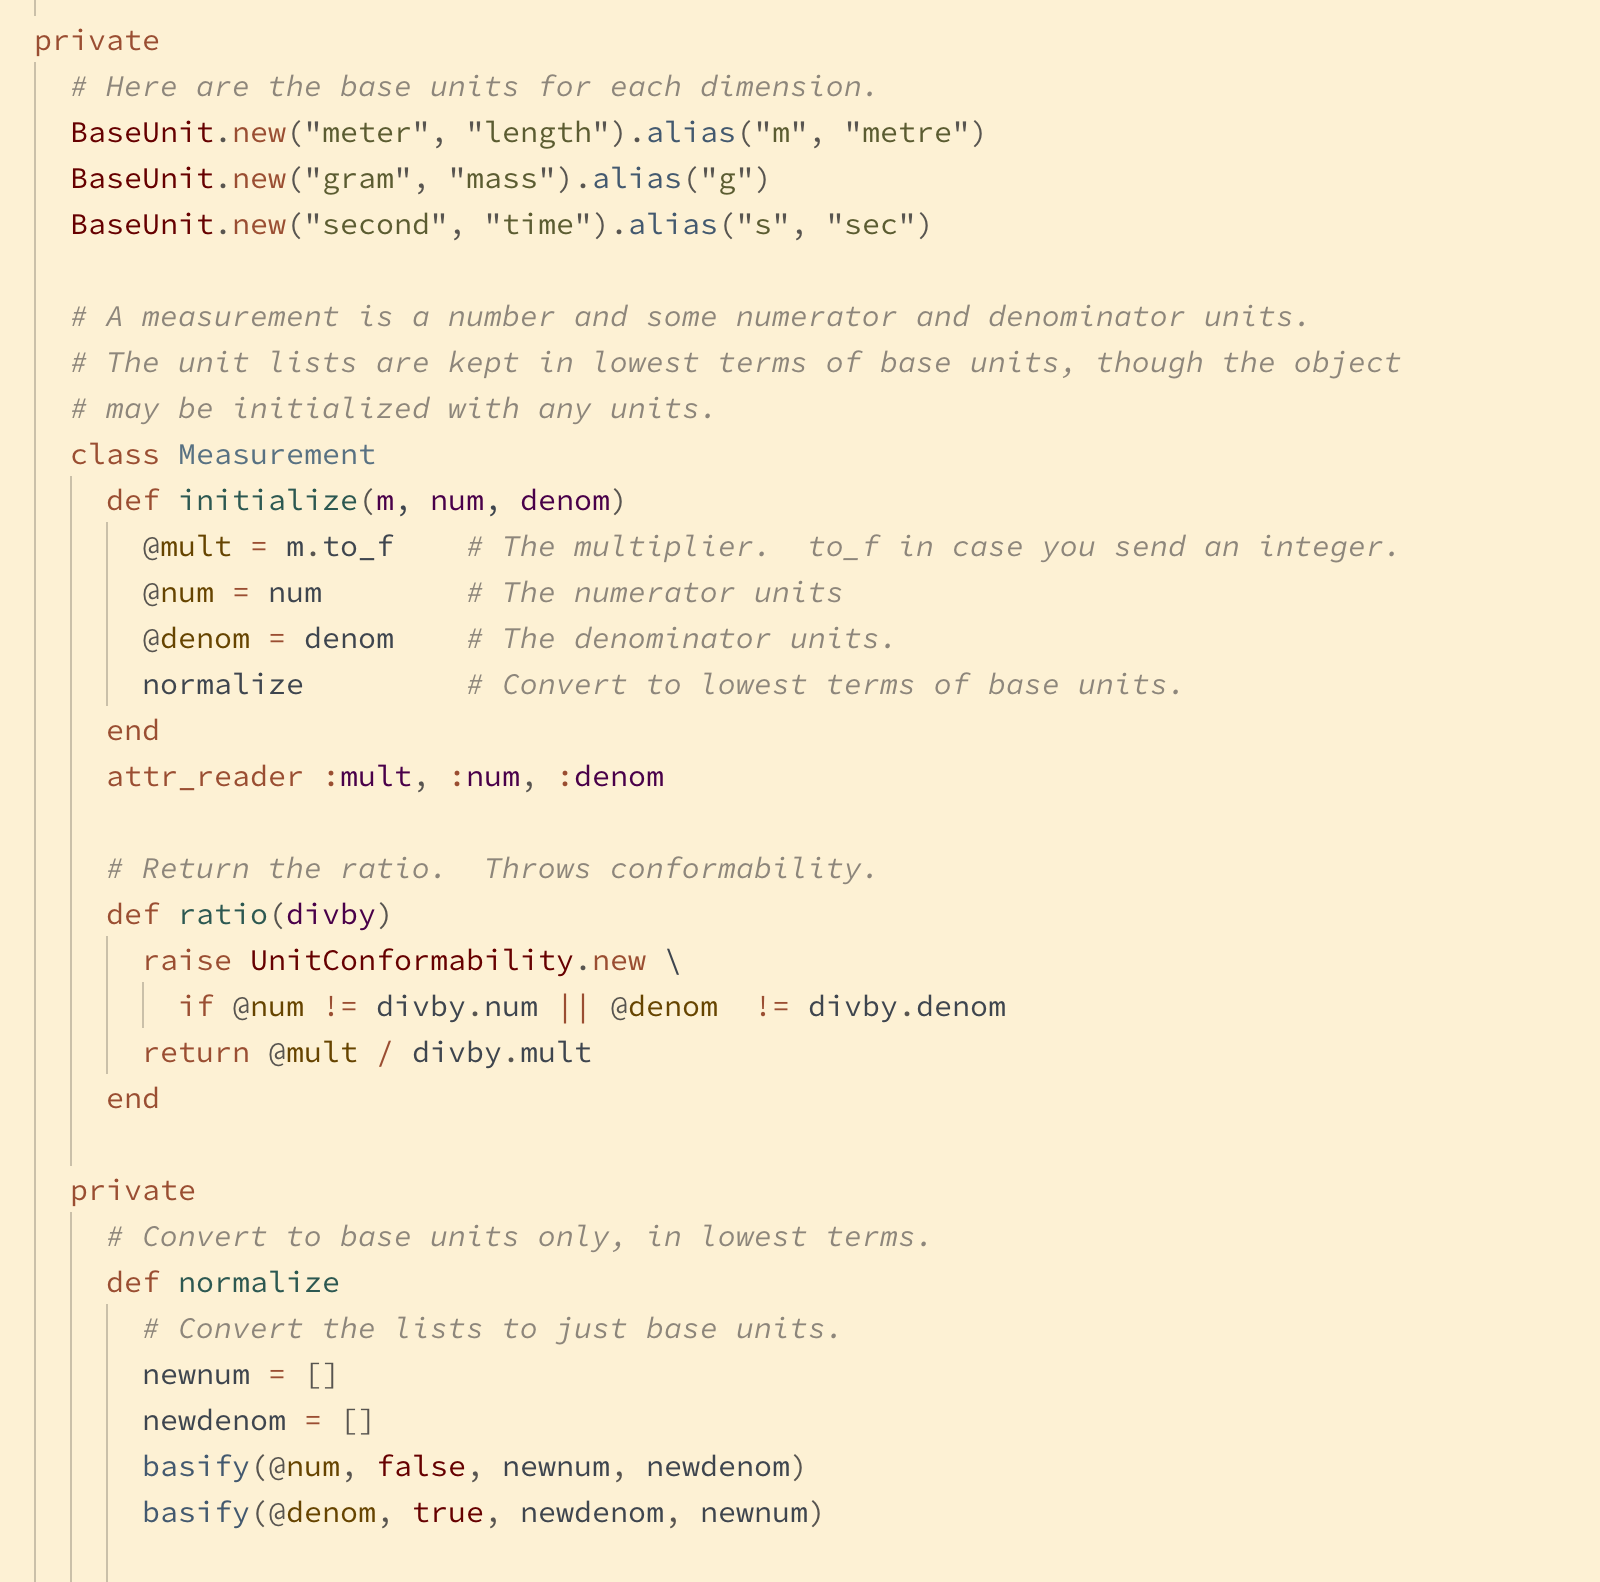 private
  # Here are the base units for each dimension.
  BaseUnit.new("meter", "length").alias("m", "metre")
  BaseUnit.new("gram", "mass").alias("g")
  BaseUnit.new("second", "time").alias("s", "sec")

  # A measurement is a number and some numerator and denominator units.
  # The unit lists are kept in lowest terms of base units, though the object
  # may be initialized with any units.
  class Measurement
    def initialize(m, num, denom)
      @mult = m.to_f    # The multiplier.  to_f in case you send an integer.
      @num = num        # The numerator units
      @denom = denom    # The denominator units.
      normalize         # Convert to lowest terms of base units.
    end
    attr_reader :mult, :num, :denom

    # Return the ratio.  Throws conformability.
    def ratio(divby)
      raise UnitConformability.new \
        if @num != divby.num || @denom  != divby.denom
      return @mult / divby.mult
    end

  private
    # Convert to base units only, in lowest terms.
    def normalize
      # Convert the lists to just base units.
      newnum = []
      newdenom = []
      basify(@num, false, newnum, newdenom)
      basify(@denom, true, newdenom, newnum)